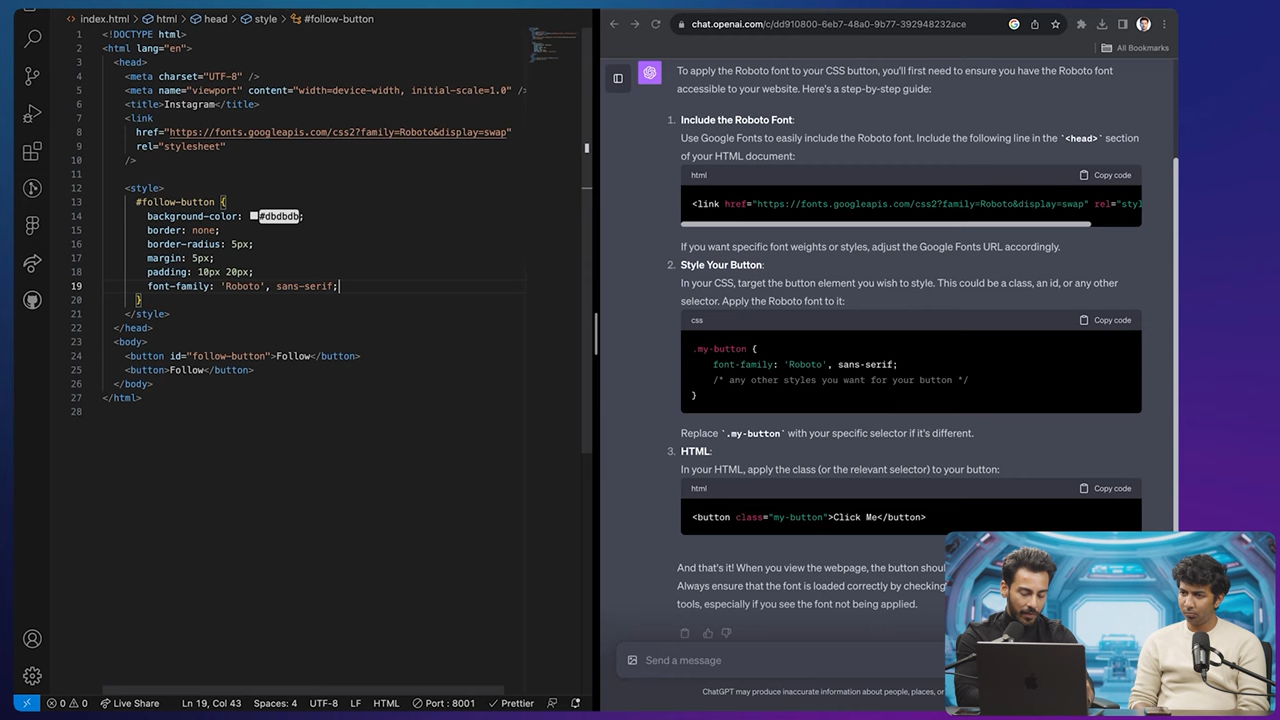 index.html > html > head > style > #follow-button
1 <!DOCTYPE html>
2 <html lang="en">
3 <head>
4 <meta charset="UTF-8" />
5 <meta name="viewport" content="width=device-width, initial-scale=1.0" />
6 <title>Instagram</title>
7 <link
8 href="https://fonts.googleapis.com/css2?family=Roboto&display=swap"
9 rel="stylesheet"
10 />
11
12 <style>
13 #follow-button {
14 background-color: #dbdbdb;
15 border: none;
16 border-radius: 5px;
17 margin: 5px;
18 padding: 10px 20px;
19 font-family: 'Roboto', sans-serif;
20 }
21 </style>
22 </head>
23 <body>
24 <button id="follow-button">Follow</button>
25 <button>Follow</button>
26 </body>
27 </html>
28
0 0 Live Share Ln 19, Col 43 Spaces: 4 UTF-8 LF HTML Port : 8001 Prettier
chat.openai.com/c/dd910800-6eb7-48a0-9b77-392948232ace
All Bookmarks
To apply the Roboto font to your CSS button, you'll first need to ensure you have the Roboto font
accessible to your website. Here's a step-by-step guide:
1. Include the Roboto Font:
Use Google Fonts to easily include the Roboto font. Include the following line in the `<head>` section
of your HTML document:
html Copy code
<link href="https://fonts.googleapis.com/css2?family=Roboto&display=swap" rel="styl
If you want specific font weights or styles, adjust the Google Fonts URL accordingly.
2. Style Your Button:
In your CSS, target the button element you wish to style. This could be a class, an id, or any other
selector. Apply the Roboto font to it:
css Copy code
.my-button {
font-family: 'Roboto', sans-serif;
/* any other styles you want for your button */
}
Replace `.my-button` with your specific selector if it's different.
3. HTML:
In your HTML, apply the class (or the relevant selector) to your button:
html Copy code
<button class="my-button">Click Me</button>
And that's it! When you view the webpage, the button shou
Always ensure that the font is loaded correctly by checking
tools, especially if you see the font not being applied.
Send a message
ChatGPT may produce inaccurate information about people, places, or